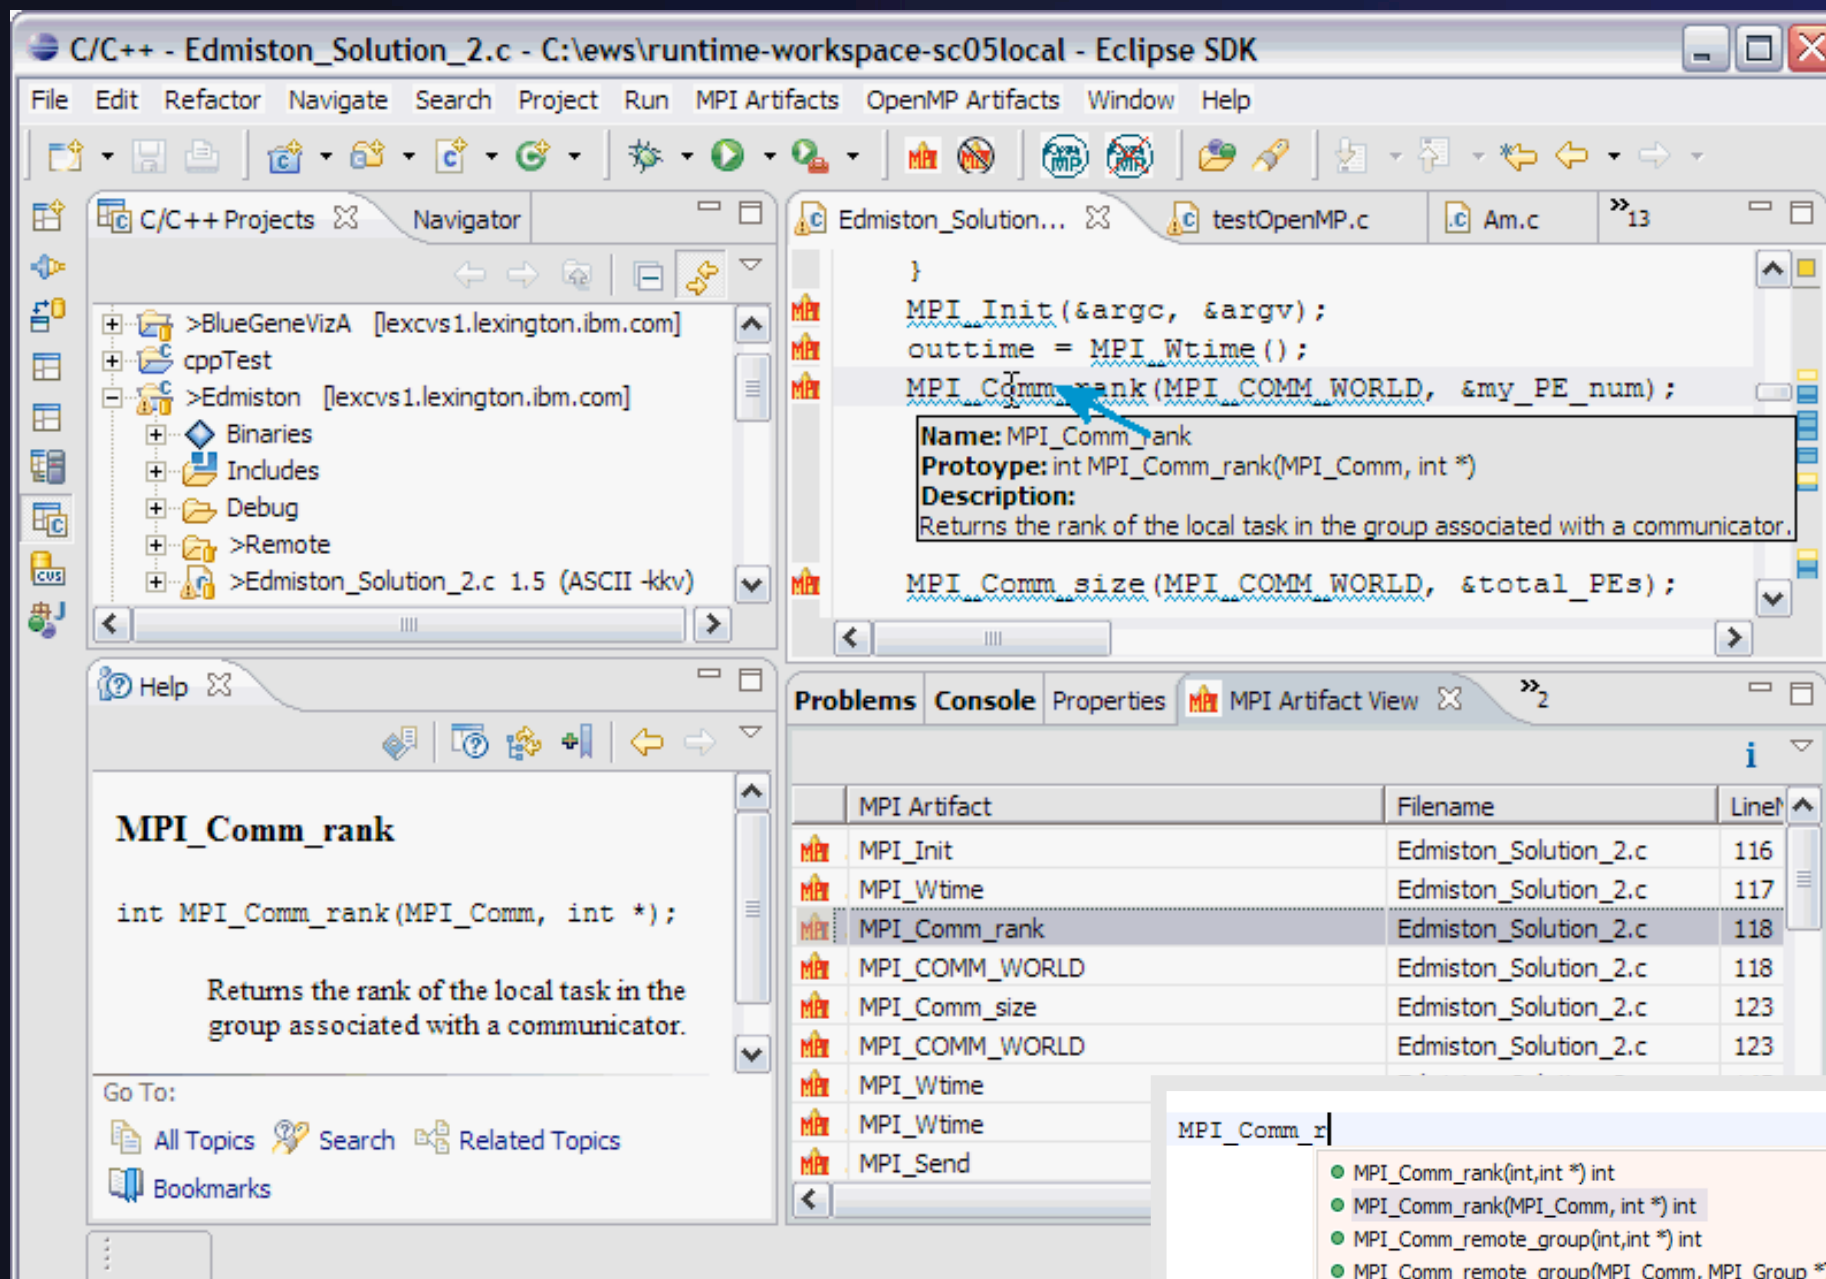 C/C++ - Edmiston_Solution_2.c - C:\ews\runtime-workspace-sc05local - Eclipse SDK
File Edit Refactor Navigate Search Project Run MPI Artifacts OpenMP Artifacts Window Help
C/C++ Projects Navigator
>BlueGeneVizA [lexcvs1.lexington.ibm.com]
cppTest
>Edmiston [lexcvs1.lexington.ibm.com]
Binaries
Includes
Debug
>Remote
>Edmiston_Solution_2.c 1.5 (ASCII -kkv)
Edmiston_Solution... testOpenMP.c Am.c »13
}
MPI_Init(&argc, &argv);
outtime = MPI_Wtime();
MPI_Comm_rank(MPI_COMM_WORLD, &my_PE_num);
Name: MPI_Comm_rank
Protoype: int MPI_Comm_rank(MPI_Comm, int *)
Description:
Returns the rank of the local task in the group associated with a communicator.
MPI_Comm_size(MPI_COMM_WORLD, &total_PEs);
Help
MPI_Comm_rank
int MPI_Comm_rank(MPI_Comm, int *);
Returns the rank of the local task in the
group associated with a communicator.
Go To:
All Topics Search Related Topics
Bookmarks
Problems Console Properties MPI Artifact View »2
MPI Artifact Filename LineN
MPI_Init Edmiston_Solution_2.c 116
MPI_Wtime Edmiston_Solution_2.c 117
MPI_Comm_rank Edmiston_Solution_2.c 118
MPI_COMM_WORLD Edmiston_Solution_2.c 118
MPI_Comm_size Edmiston_Solution_2.c 123
MPI_COMM_WORLD Edmiston_Solution_2.c 123
MPI_Wtime
MPI_Wtime
MPI_Send
MPI_Comm_r
MPI_Comm_rank(int,int *) int
MPI_Comm_rank(MPI_Comm, int *) int
MPI_Comm_remote_group(int,int *) int
MPI_Comm_remote_group(MPI_Comm, MPI_Group *